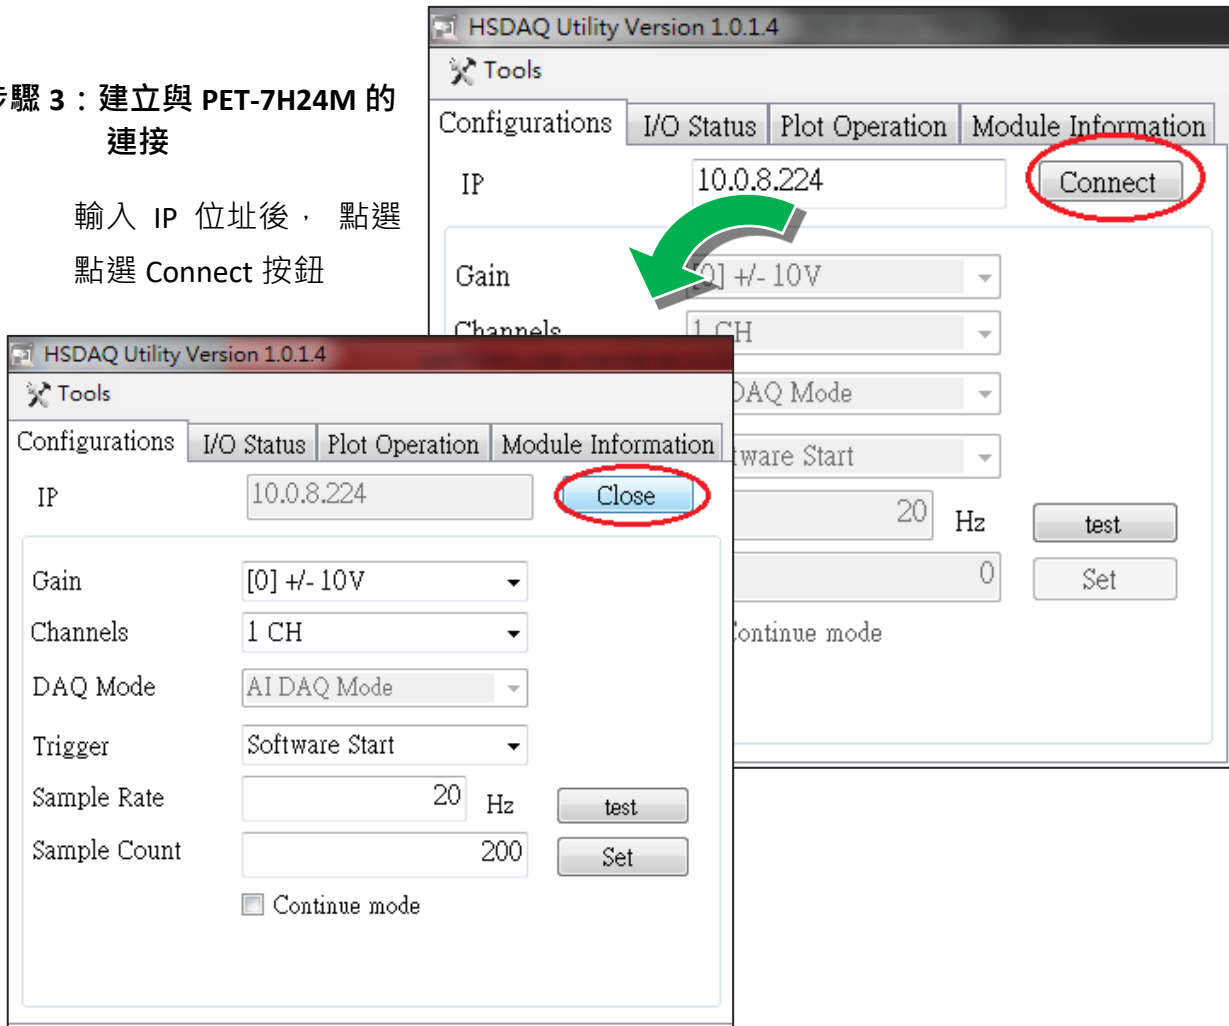 步驟 3：建立與 PET-7H24M 的
連接
輸入 IP 位址後， 點選
點選 Connect 按鈕
HSDAQ Utility Version 1.0.1.4
Tools
Configurations I/O Status Plot Operation Module Information
IP 10.0.8.224 Connect
Gain [0] +/- 10V
Channels 1 CH
DAQ Mode
tware Start
20 Hz test
0 Set
Continue mode
HSDAQ Utility Version 1.0.1.4
Tools
Configurations I/O Status Plot Operation Module Information
IP 10.0.8.224 Close
Gain [0] +/- 10V
Channels 1 CH
DAQ Mode AI DAQ Mode
Trigger Software Start
Sample Rate 20 Hz test
Sample Count 200 Set
Continue mode